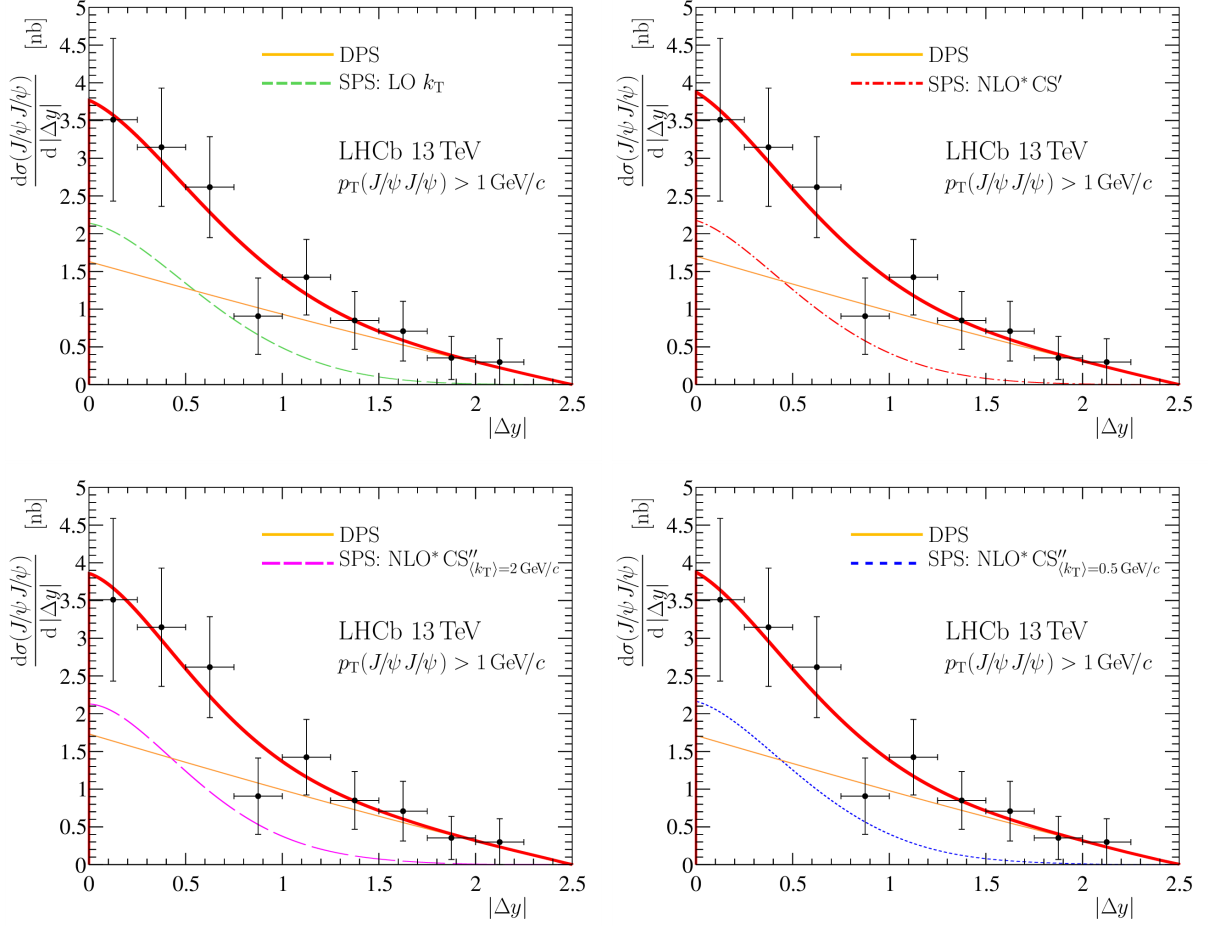 dσ(J/ψ J/ψ) / d|Δy| [nb]
5
4.5
4
3.5
3
2.5
2
1.5
1
0.5
0
DPS
SPS: LO k_T
LHCb 13 TeV
p_T(J/ψ J/ψ) > 1 GeV/c
0 0.5 1 1.5 2 2.5
|Δy|
dσ(J/ψ J/ψ) / d|Δy| [nb]
5
4.5
4
3.5
3
2.5
2
1.5
1
0.5
0
DPS
SPS: NLO* CS′
LHCb 13 TeV
p_T(J/ψ J/ψ) > 1 GeV/c
0 0.5 1 1.5 2 2.5
|Δy|
dσ(J/ψ J/ψ) / d|Δy| [nb]
5
4.5
4
3.5
3
2.5
2
1.5
1
0.5
0
DPS
SPS: NLO* CS″⟨k_T⟩=2 GeV/c
LHCb 13 TeV
p_T(J/ψ J/ψ) > 1 GeV/c
0 0.5 1 1.5 2 2.5
|Δy|
dσ(J/ψ J/ψ) / d|Δy| [nb]
5
4.5
4
3.5
3
2.5
2
1.5
1
0.5
0
DPS
SPS: NLO* CS″⟨k_T⟩=0.5 GeV/c
LHCb 13 TeV
p_T(J/ψ J/ψ) > 1 GeV/c
0 0.5 1 1.5 2 2.5
|Δy|